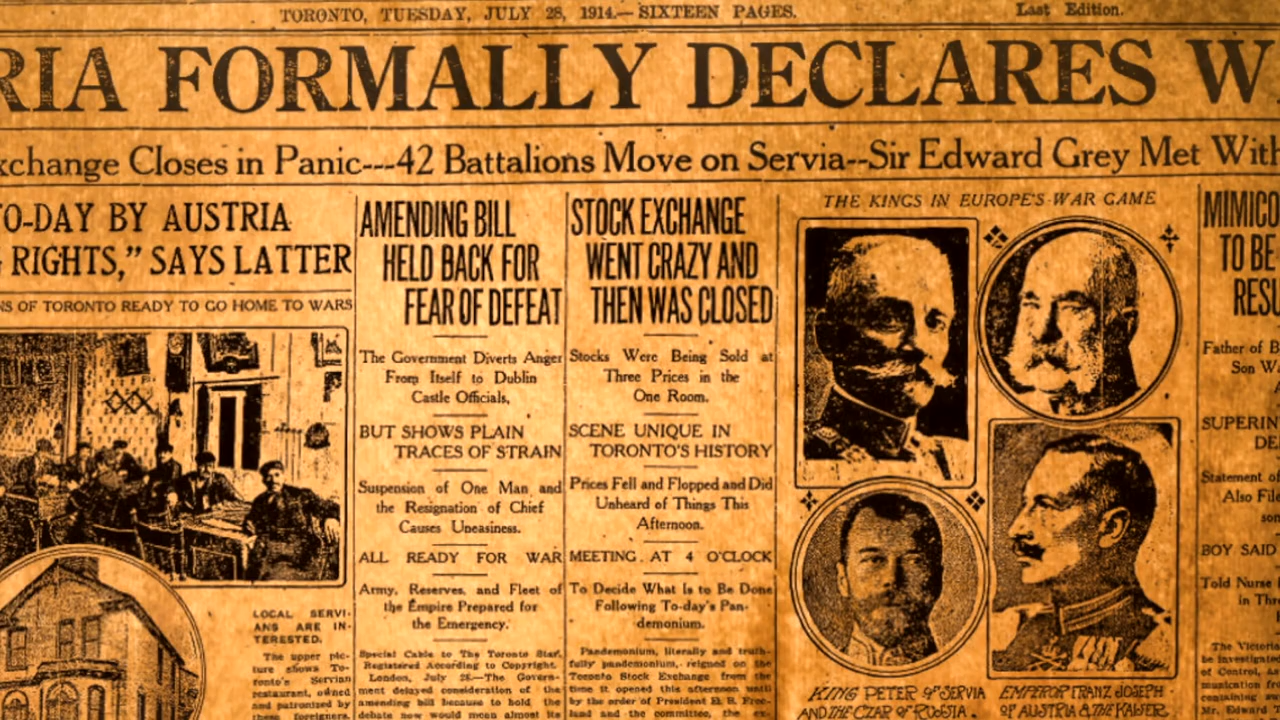 TORONTO, TUESDAY, JULY 28, 1914.— SIXTEEN PAGES.
Last Edition.
RIA FORMALLY DECLARES W
xchange Closes in Panic---42 Battalions Move on Servia--Sir Edward Grey Met With
TO-DAY BY AUSTRIA
RIGHTS,” SAYS LATTER
NS OF TORONTO READY TO GO HOME TO WARS
LOCAL SERVI-
ANS ARE IN-
TERESTED.
The upper pic-
ture shows To-
ronto's Servian
restaurant, owned
and patronized by
these foreigners.
AMENDING BILL
HELD BACK FOR
FEAR OF DEFEAT
The Government Diverts Anger
From Itself to Dublin
Castle Officials,
BUT SHOWS PLAIN
TRACES OF STRAIN
Suspension of One Man and
the Resignation of Chief
Causes Uneasiness.
ALL READY FOR WAR
Army, Reserves, and Fleet of
the Empire Prepared for
the Emergency.
Special Cable to The Toronto Star,
Registered According to Copyright.
London, July 28.—The Govern-
ment delayed consideration of the
amending bill because to hold the
debate now would mean almost its
STOCK EXCHANGE
WENT CRAZY AND
THEN WAS CLOSED
Stocks Were Being Sold at
Three Prices in the
One Room.
SCENE UNIQUE IN
TORONTO'S HISTORY
Prices Fell and Flopped and Did
Unheard of Things This
Afternoon.
MEETING AT 4 O'CLOCK
To Decide What Is to Be Done
Following To-day's Pan-
demonium.
Pandemonium, literally and truth-
fully pandemonium, reigned on the
Toronto Stock Exchange from the
time it opened this afternoon until
by the order of President E. B. Free-
land and the committee, the ex-
THE KINGS IN EUROPE'S WAR GAME
KING PETER OF SERVIA
AND THE CZAR OF RUSSIA.
EMPEROR FRANZ JOSEPH
OF AUSTRIA & THE KAISER.
MIMICO
TO BE
RESU
Father of B
Son Wa
SUPERIN
DE
Statement of
Also Fil
son
BOY SAID
Told Nurse
in Thr
The Victoria
be investigate
of Control, as
munication fro
containing
Mr. Edward